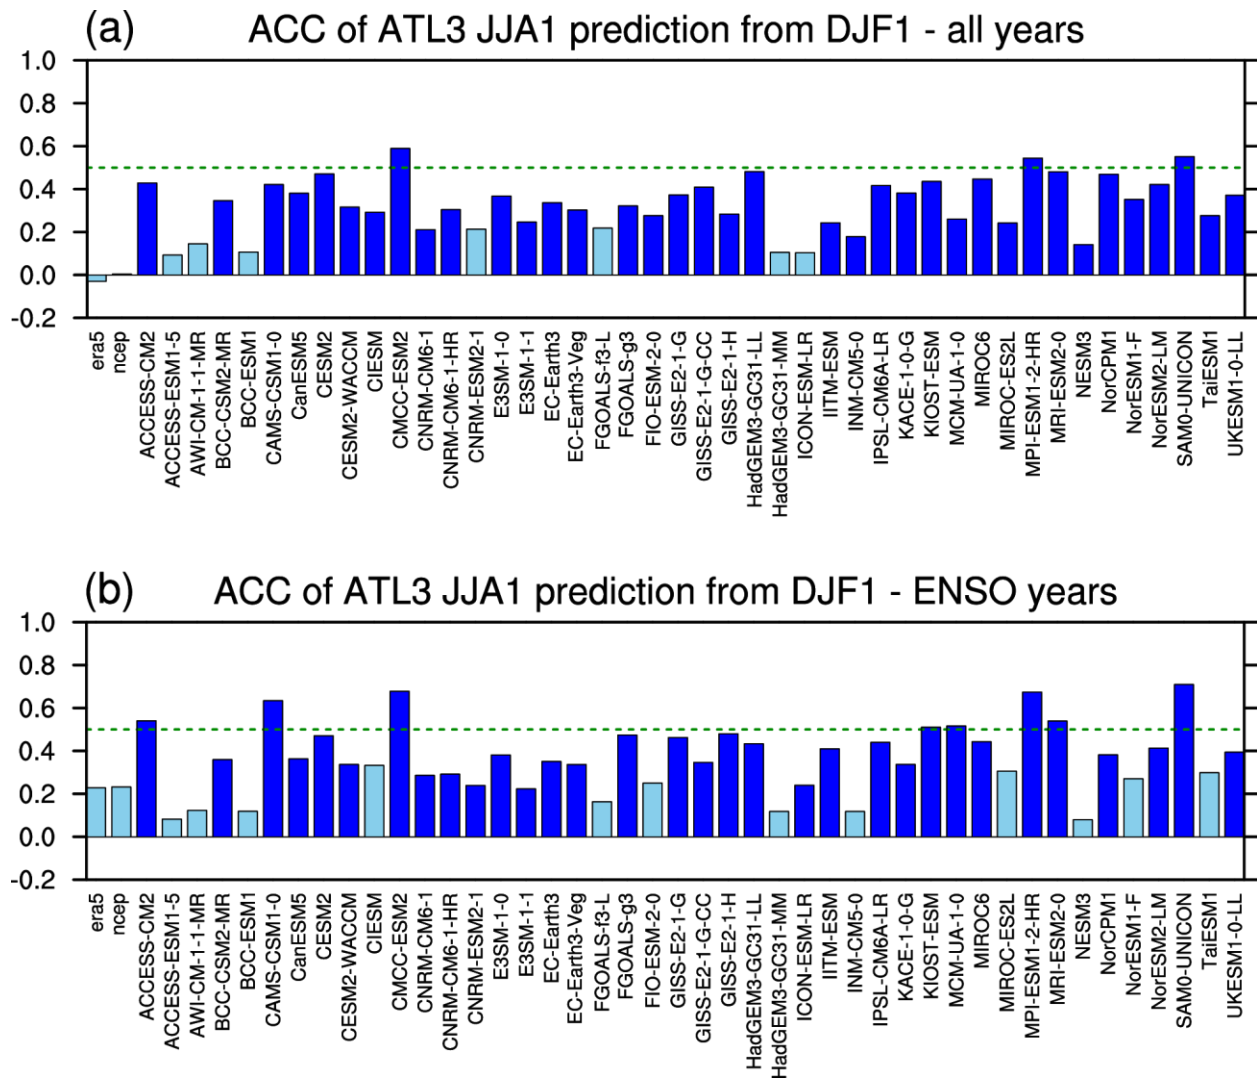 (a) ACC of ATL3 JJA1 prediction from DJF1 - all years
1.0
0.8
0.6
0.4
0.2
0.0
-0.2
era5
ncep
ACCESS-CM2
ACCESS-ESM1-5
AWI-CM-1-1-MR
BCC-CSM2-MR
BCC-ESM1
CAMS-CSM1-0
CanESM5
CESM2
CESM2-WACCM
CIESM
CMCC-ESM2
CNRM-CM6-1
CNRM-CM6-1-HR
CNRM-ESM2-1
E3SM-1-0
E3SM-1-1
EC-Earth3
EC-Earth3-Veg
FGOALS-f3-L
FGOALS-g3
FIO-ESM-2-0
GISS-E2-1-G
GISS-E2-1-G-CC
GISS-E2-1-H
HadGEM3-GC31-LL
HadGEM3-GC31-MM
ICON-ESM-LR
IITM-ESM
INM-CM5-0
IPSL-CM6A-LR
KACE-1-0-G
KIOST-ESM
MCM-UA-1-0
MIROC6
MIROC-ES2L
MPI-ESM1-2-HR
MRI-ESM2-0
NESM3
NorCPM1
NorESM1-F
NorESM2-LM
SAM0-UNICON
TaiESM1
UKESM1-0-LL
(b) ACC of ATL3 JJA1 prediction from DJF1 - ENSO years
1.0
0.8
0.6
0.4
0.2
0.0
-0.2
era5
ncep
ACCESS-CM2
ACCESS-ESM1-5
AWI-CM-1-1-MR
BCC-CSM2-MR
BCC-ESM1
CAMS-CSM1-0
CanESM5
CESM2
CESM2-WACCM
CIESM
CMCC-ESM2
CNRM-CM6-1
CNRM-CM6-1-HR
CNRM-ESM2-1
E3SM-1-0
E3SM-1-1
EC-Earth3
EC-Earth3-Veg
FGOALS-f3-L
FGOALS-g3
FIO-ESM-2-0
GISS-E2-1-G
GISS-E2-1-G-CC
GISS-E2-1-H
HadGEM3-GC31-LL
HadGEM3-GC31-MM
ICON-ESM-LR
IITM-ESM
INM-CM5-0
IPSL-CM6A-LR
KACE-1-0-G
KIOST-ESM
MCM-UA-1-0
MIROC6
MIROC-ES2L
MPI-ESM1-2-HR
MRI-ESM2-0
NESM3
NorCPM1
NorESM1-F
NorESM2-LM
SAM0-UNICON
TaiESM1
UKESM1-0-LL